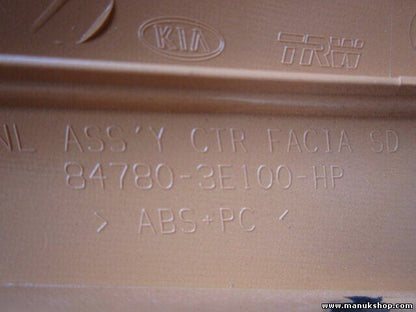 KIA TRW
NL ASS'Y CTR FACIA SD
84780-3E100-HP
> ABS+PC <
www.manukshop.com